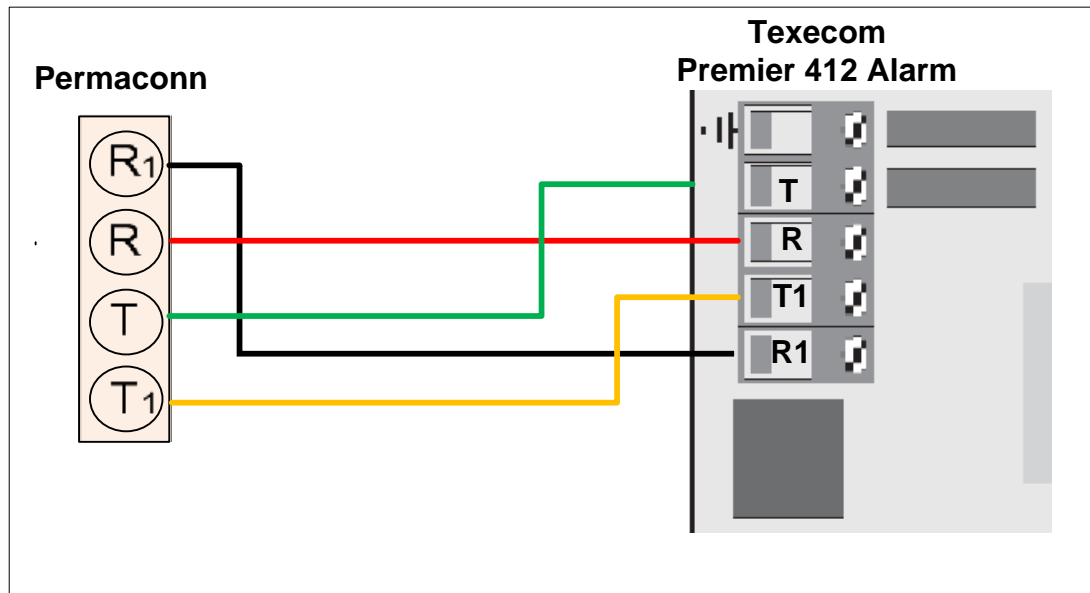 Texecom
Premier 412 Alarm
Permaconn
R1
R
T
T1
T
R
T1
R1